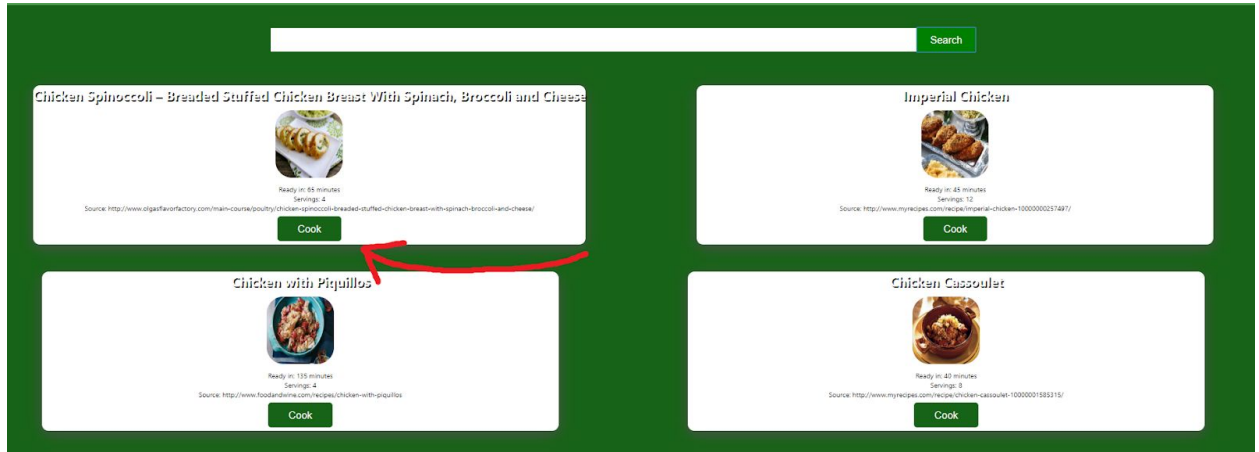 Search
Chicken Spinoccoli – Breaded Stuffed Chicken Breast With Spinach, Broccoli and Cheese
Ready in: 65 minutes
Servings: 4
Source: http://www.olgasflavorfactory.com/main-course/poultry/chicken-spinoccoli-breaded-stuffed-chicken-breast-with-spinach-broccoli-and-cheese/
Cook
Imperial Chicken
Ready in: 45 minutes
Servings: 12
Source: http://www.myrecipes.com/recipe/imperial-chicken-10000000257497/
Cook
Chicken with Piquillos
Ready in: 135 minutes
Servings: 4
Source: http://www.foodandwine.com/recipes/chicken-with-piquillos
Cook
Chicken Cassoulet
Ready in: 40 minutes
Servings: 8
Source: http://www.myrecipes.com/recipe/chicken-cassoulet-10000001585315/
Cook